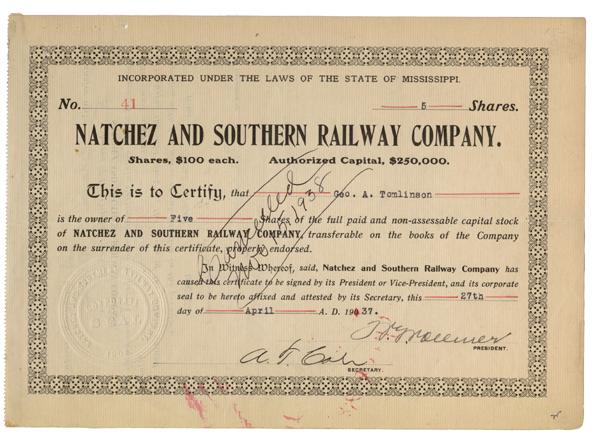 INCORPORATED UNDER THE LAWS OF THE STATE OF MISSISSIPPI.
No. 41 5 Shares.
NATCHEZ AND SOUTHERN RAILWAY COMPANY.
Shares, $100 each. Authorized Capital, $250,000.
This is to Certify, that Geo. A. Tomlinson
is the owner of Five Shares of the full paid and non-assessable capital stock
of NATCHEZ AND SOUTHERN RAILWAY COMPANY, transferable on the books of the Company
on the surrender of this certificate, properly endorsed.
Cancelled
1938
In Witness Whereof, said, Natchez and Southern Railway Company has
caused this certificate to be signed by its President or Vice-President, and its corporate
seal to be hereto affixed and attested by its Secretary, this 27th
day of April A. D. 1937.
PRESIDENT.
SECRETARY.